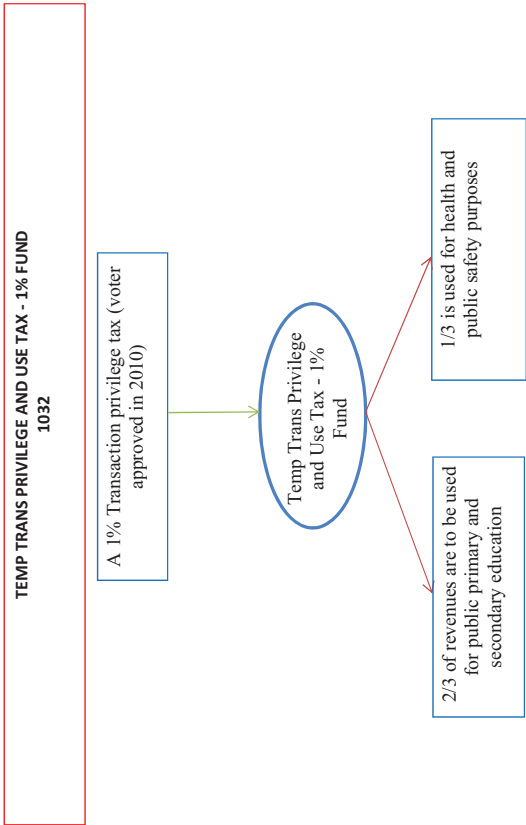 TEMP TRANS PRIVILEGE AND USE TAX - 1% FUND
1032
A 1% Transaction privilege tax (voter
approved in 2010)
Temp Trans Privilege
and Use Tax - 1%
Fund
2/3 of revenues are to be used
for public primary and
secondary education
1/3 is used for health and
public safety purposes